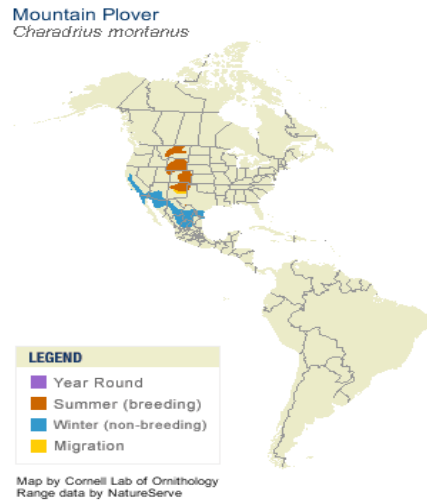 Mountain Plover
Charadrius montanus
LEGEND
Year Round
Summer (breeding)
Winter (non-breeding)
Migration
Map by Cornell Lab of Ornithology
Range data by NatureServe